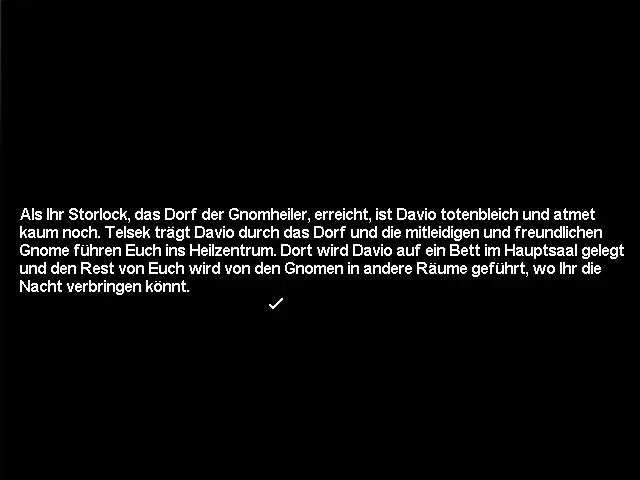 Als Ihr Storlock, das Dorf der Gnomheiler, erreicht, ist Davio totenbleich und atmet
kaum noch. Telsek trägt Davio durch das Dorf und die mitleidigen und freundlichen
Gnome führen Euch ins Heilzentrum. Dort wird Davio auf ein Bett im Hauptsaal gelegt
und den Rest von Euch wird von den Gnomen in andere Räume geführt, wo Ihr die
Nacht verbringen könnt.